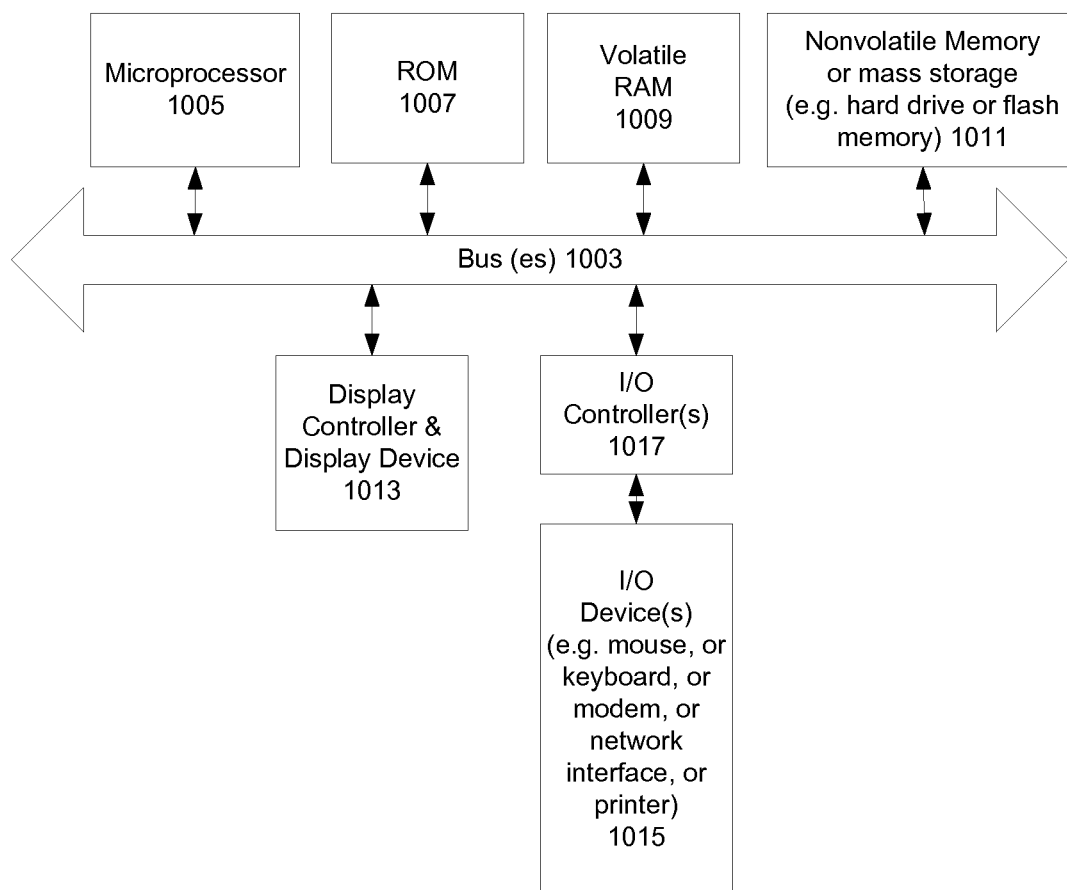 Microprocessor
1005
ROM
1007
Volatile
RAM
1009
Nonvolatile Memory
or mass storage
(e.g. hard drive or flash
memory) 1011
Bus (es) 1003
Display
Controller &
Display Device
1013
I/O
Controller(s)
1017
I/O
Device(s)
(e.g. mouse, or
keyboard, or
modem, or
network
interface, or
printer)
1015